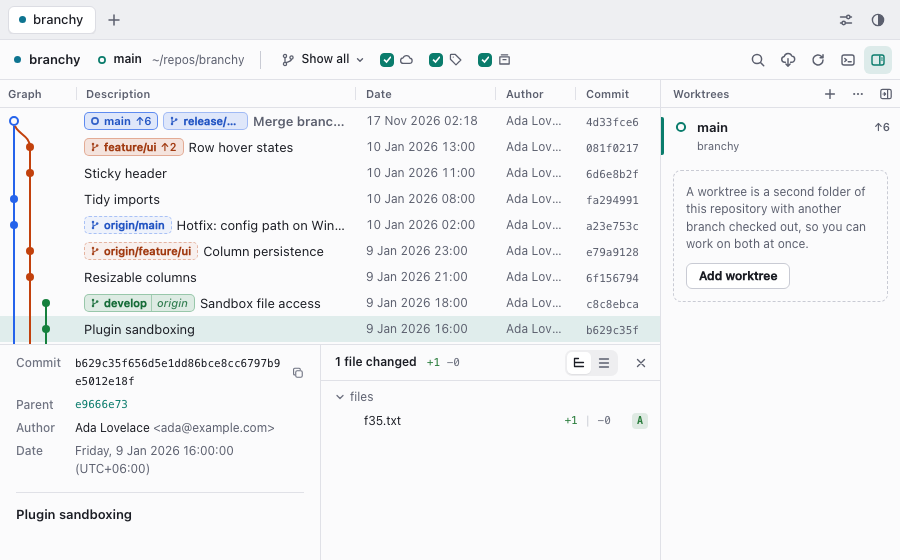 branchy
branchy main ~/repos/branchy Show all
Graph Description Date Author Commit Worktrees
main ↑6 release/... Merge branc... 17 Nov 2026 02:18 Ada Lov... 4d33fce6
feature/ui ↑2 Row hover states 10 Jan 2026 13:00 Ada Lov... 081f0217
Sticky header 10 Jan 2026 11:00 Ada Lov... 6d6e8b2f
Tidy imports 10 Jan 2026 08:00 Ada Lov... fa294991
origin/main Hotfix: config path on Win... 10 Jan 2026 02:00 Ada Lov... a23e753c
origin/feature/ui Column persistence 9 Jan 2026 23:00 Ada Lov... e79a9128
Resizable columns 9 Jan 2026 21:00 Ada Lov... 6f156794
develop origin Sandbox file access 9 Jan 2026 18:00 Ada Lov... c8c8ebca
Plugin sandboxing 9 Jan 2026 16:00 Ada Lov... b629c35f
main ↑6
branchy
A worktree is a second folder of
this repository with another
branch checked out, so you can
work on both at once.
Add worktree
Commit b629c35f656d5e1dd86bce8cc6797b9
e5012e18f
Parent e9666e73
Author Ada Lovelace <ada@example.com>
Date Friday, 9 Jan 2026 16:00:00
(UTC+06:00)
Plugin sandboxing
1 file changed +1 −0
files
f35.txt +1 −0 A